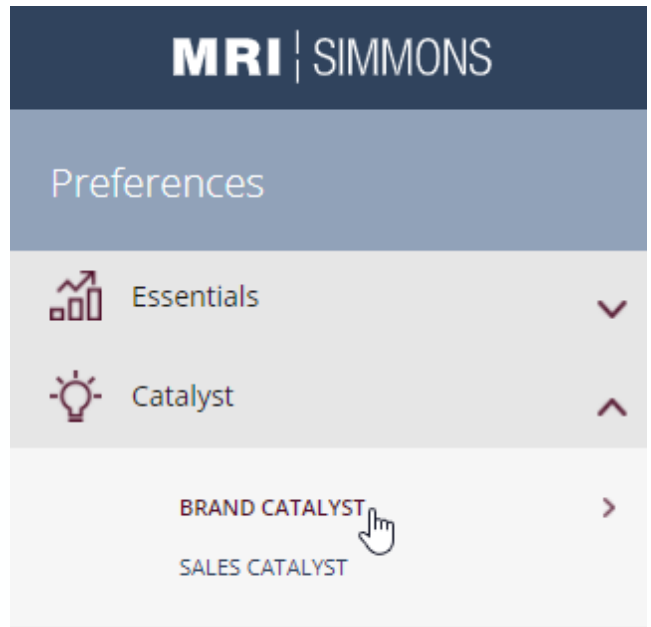 MRI SIMMONS
Preferences
Essentials
Catalyst
BRAND CATALYST
SALES CATALYST